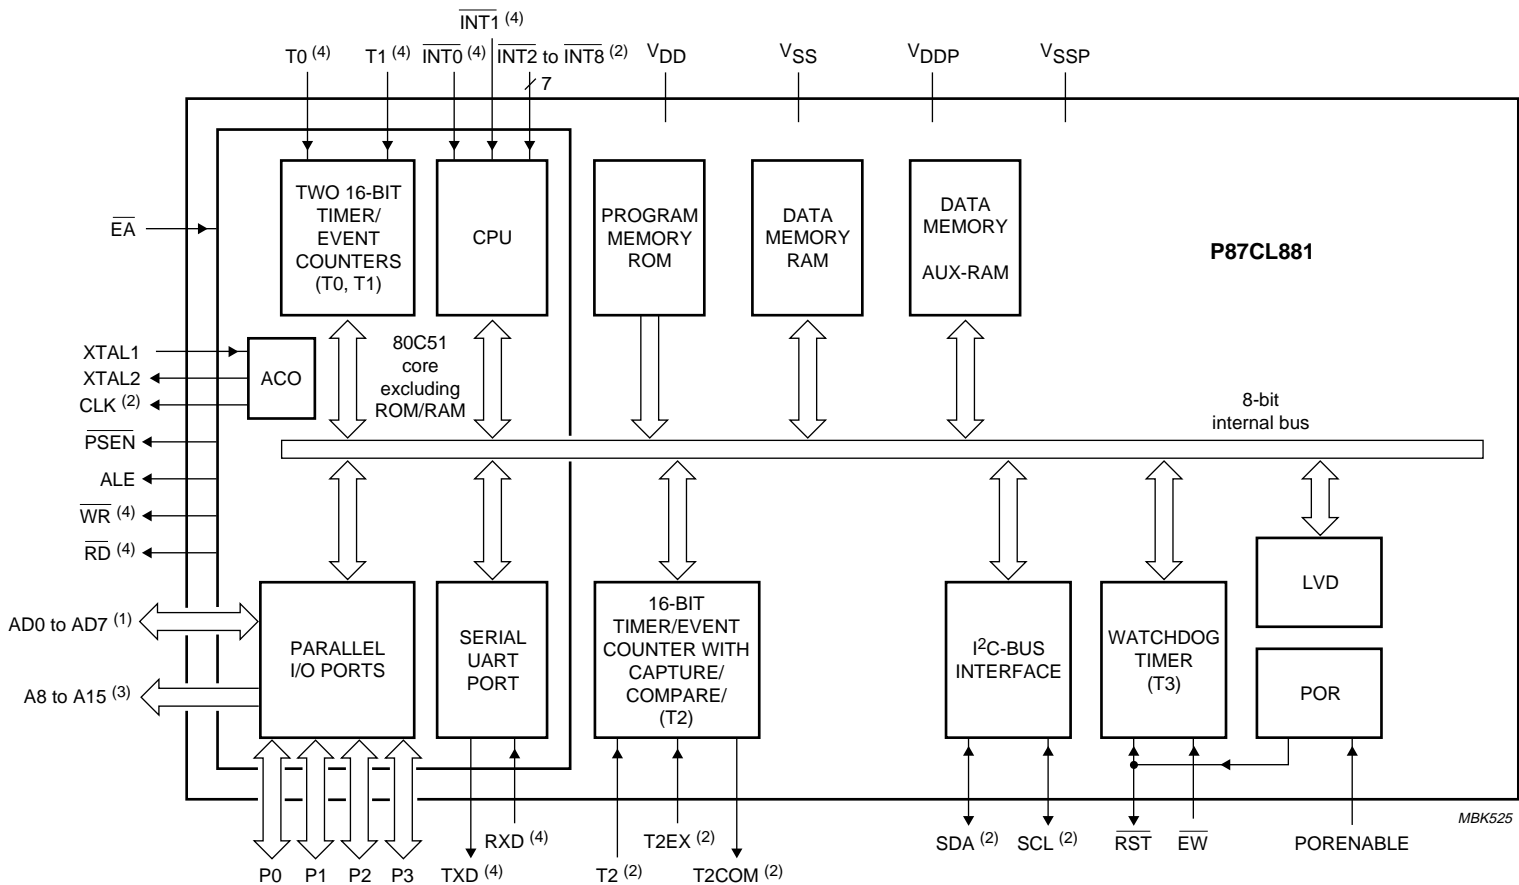 INT1 (4)
T0 (4) T1 (4) INT0 (4) INT2 to INT8 (2) VDD VSS VDDP VSSP
7
TWO 16-BIT
TIMER/
EVENT
COUNTERS
(T0, T1)
CPU
PROGRAM
MEMORY
ROM
DATA
MEMORY
RAM
DATA
MEMORY
AUX-RAM
P87CL881
EA
XTAL1
XTAL2
CLK (2)
ACO
80C51
core
excluding
ROM/RAM
8-bit
internal bus
PSEN
ALE
WR (4)
RD (4)
AD0 to AD7 (1)
A8 to A15 (3)
PARALLEL
I/O PORTS
SERIAL
UART
PORT
16-BIT
TIMER/EVENT
COUNTER WITH
CAPTURE/
COMPARE/
(T2)
I2C-BUS
INTERFACE
WATCHDOG
TIMER
(T3)
LVD
POR
P0 P1 P2 P3
TXD (4)
RXD (4)
T2 (2)
T2EX (2)
T2COM (2)
SDA (2)
SCL (2)
RST
EW
PORENABLE
MBK525